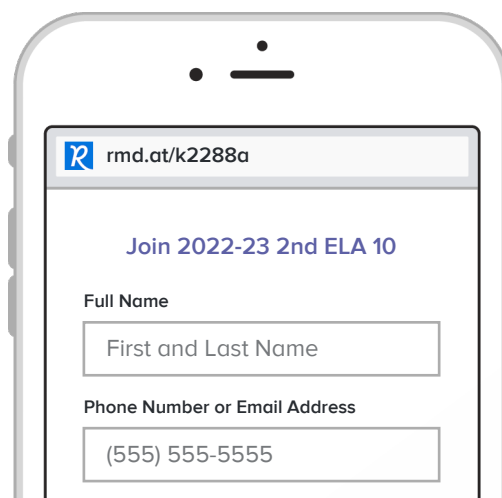 rmd.at/k2288a
Join 2022-23 2nd ELA 10
Full Name
First and Last Name
Phone Number or Email Address
(555) 555-5555